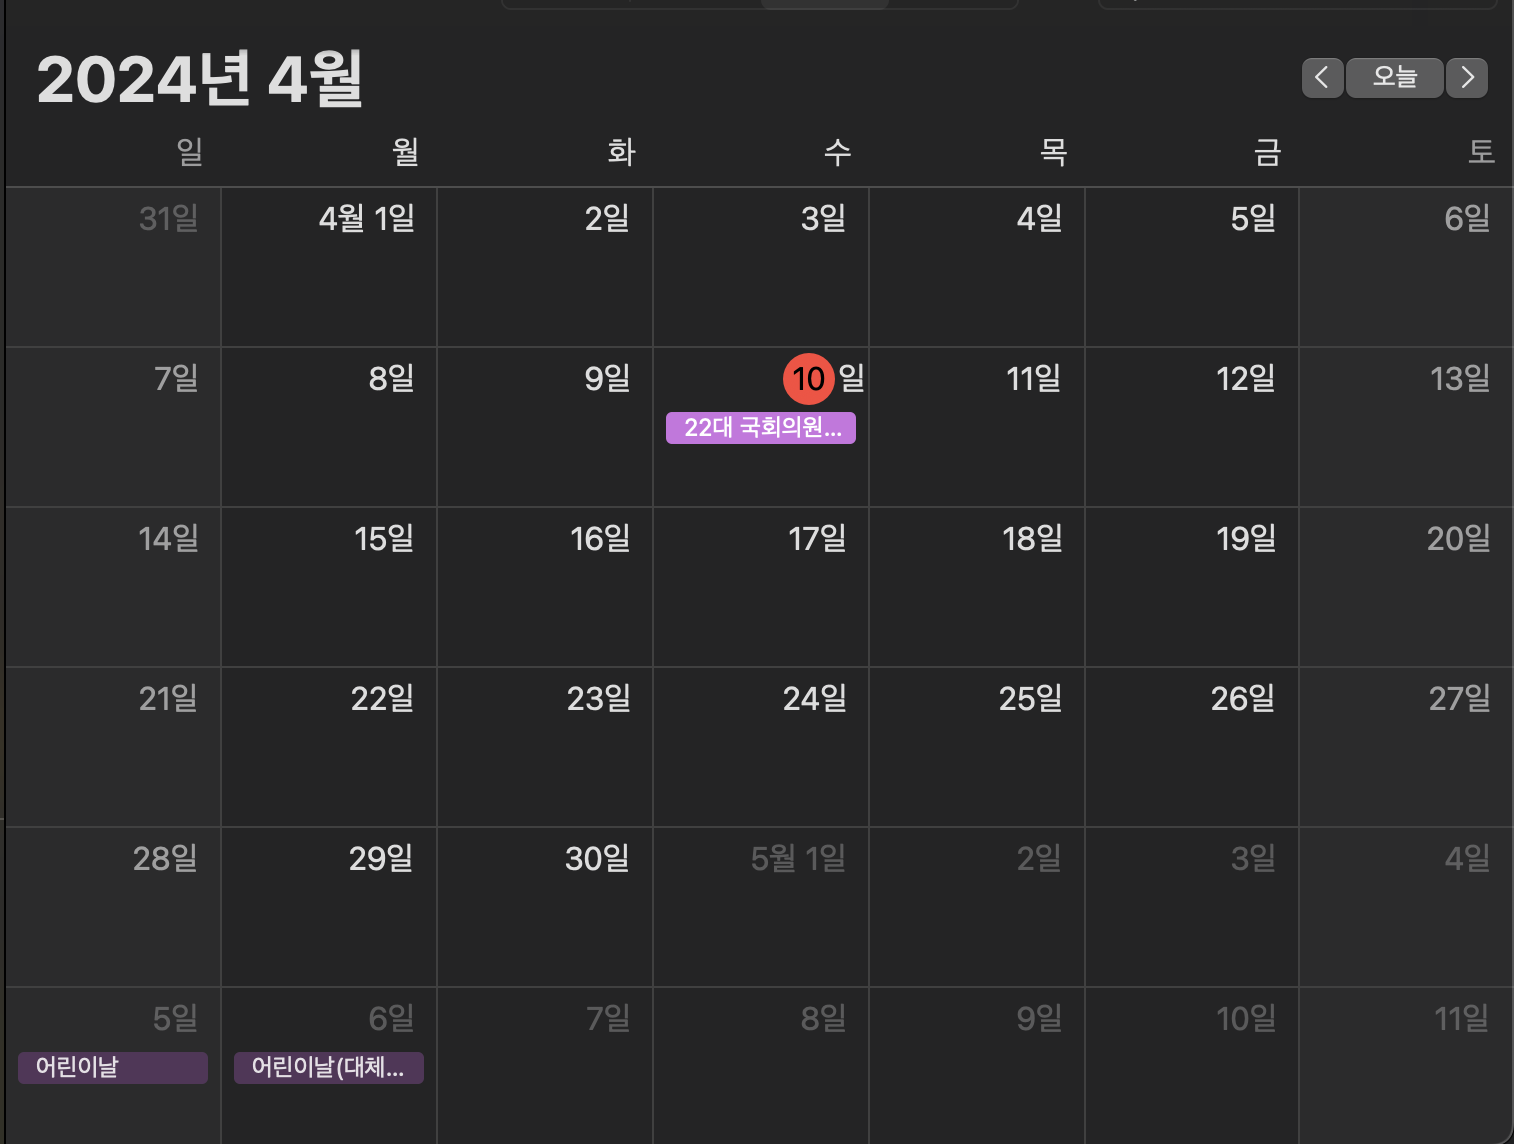 2024년 4월
오늘
일 월 화 수 목 금 토
31일 4월 1일 2일 3일 4일 5일 6일
7일 8일 9일 10일 11일 12일 13일
22대 국회의원...
14일 15일 16일 17일 18일 19일 20일
21일 22일 23일 24일 25일 26일 27일
28일 29일 30일 5월 1일 2일 3일 4일
5일 6일 7일 8일 9일 10일 11일
어린이날 어린이날(대체...